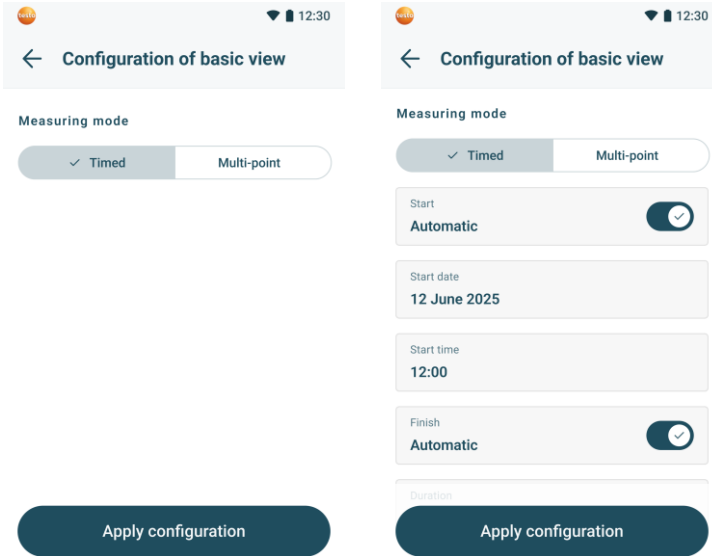 testo
12:30
Configuration of basic view
Measuring mode
Timed
Multi-point
Apply configuration
testo
12:30
Configuration of basic view
Measuring mode
Timed
Multi-point
Start
Automatic
Start date
12 June 2025
Start time
12:00
Finish
Automatic
Duration
Apply configuration